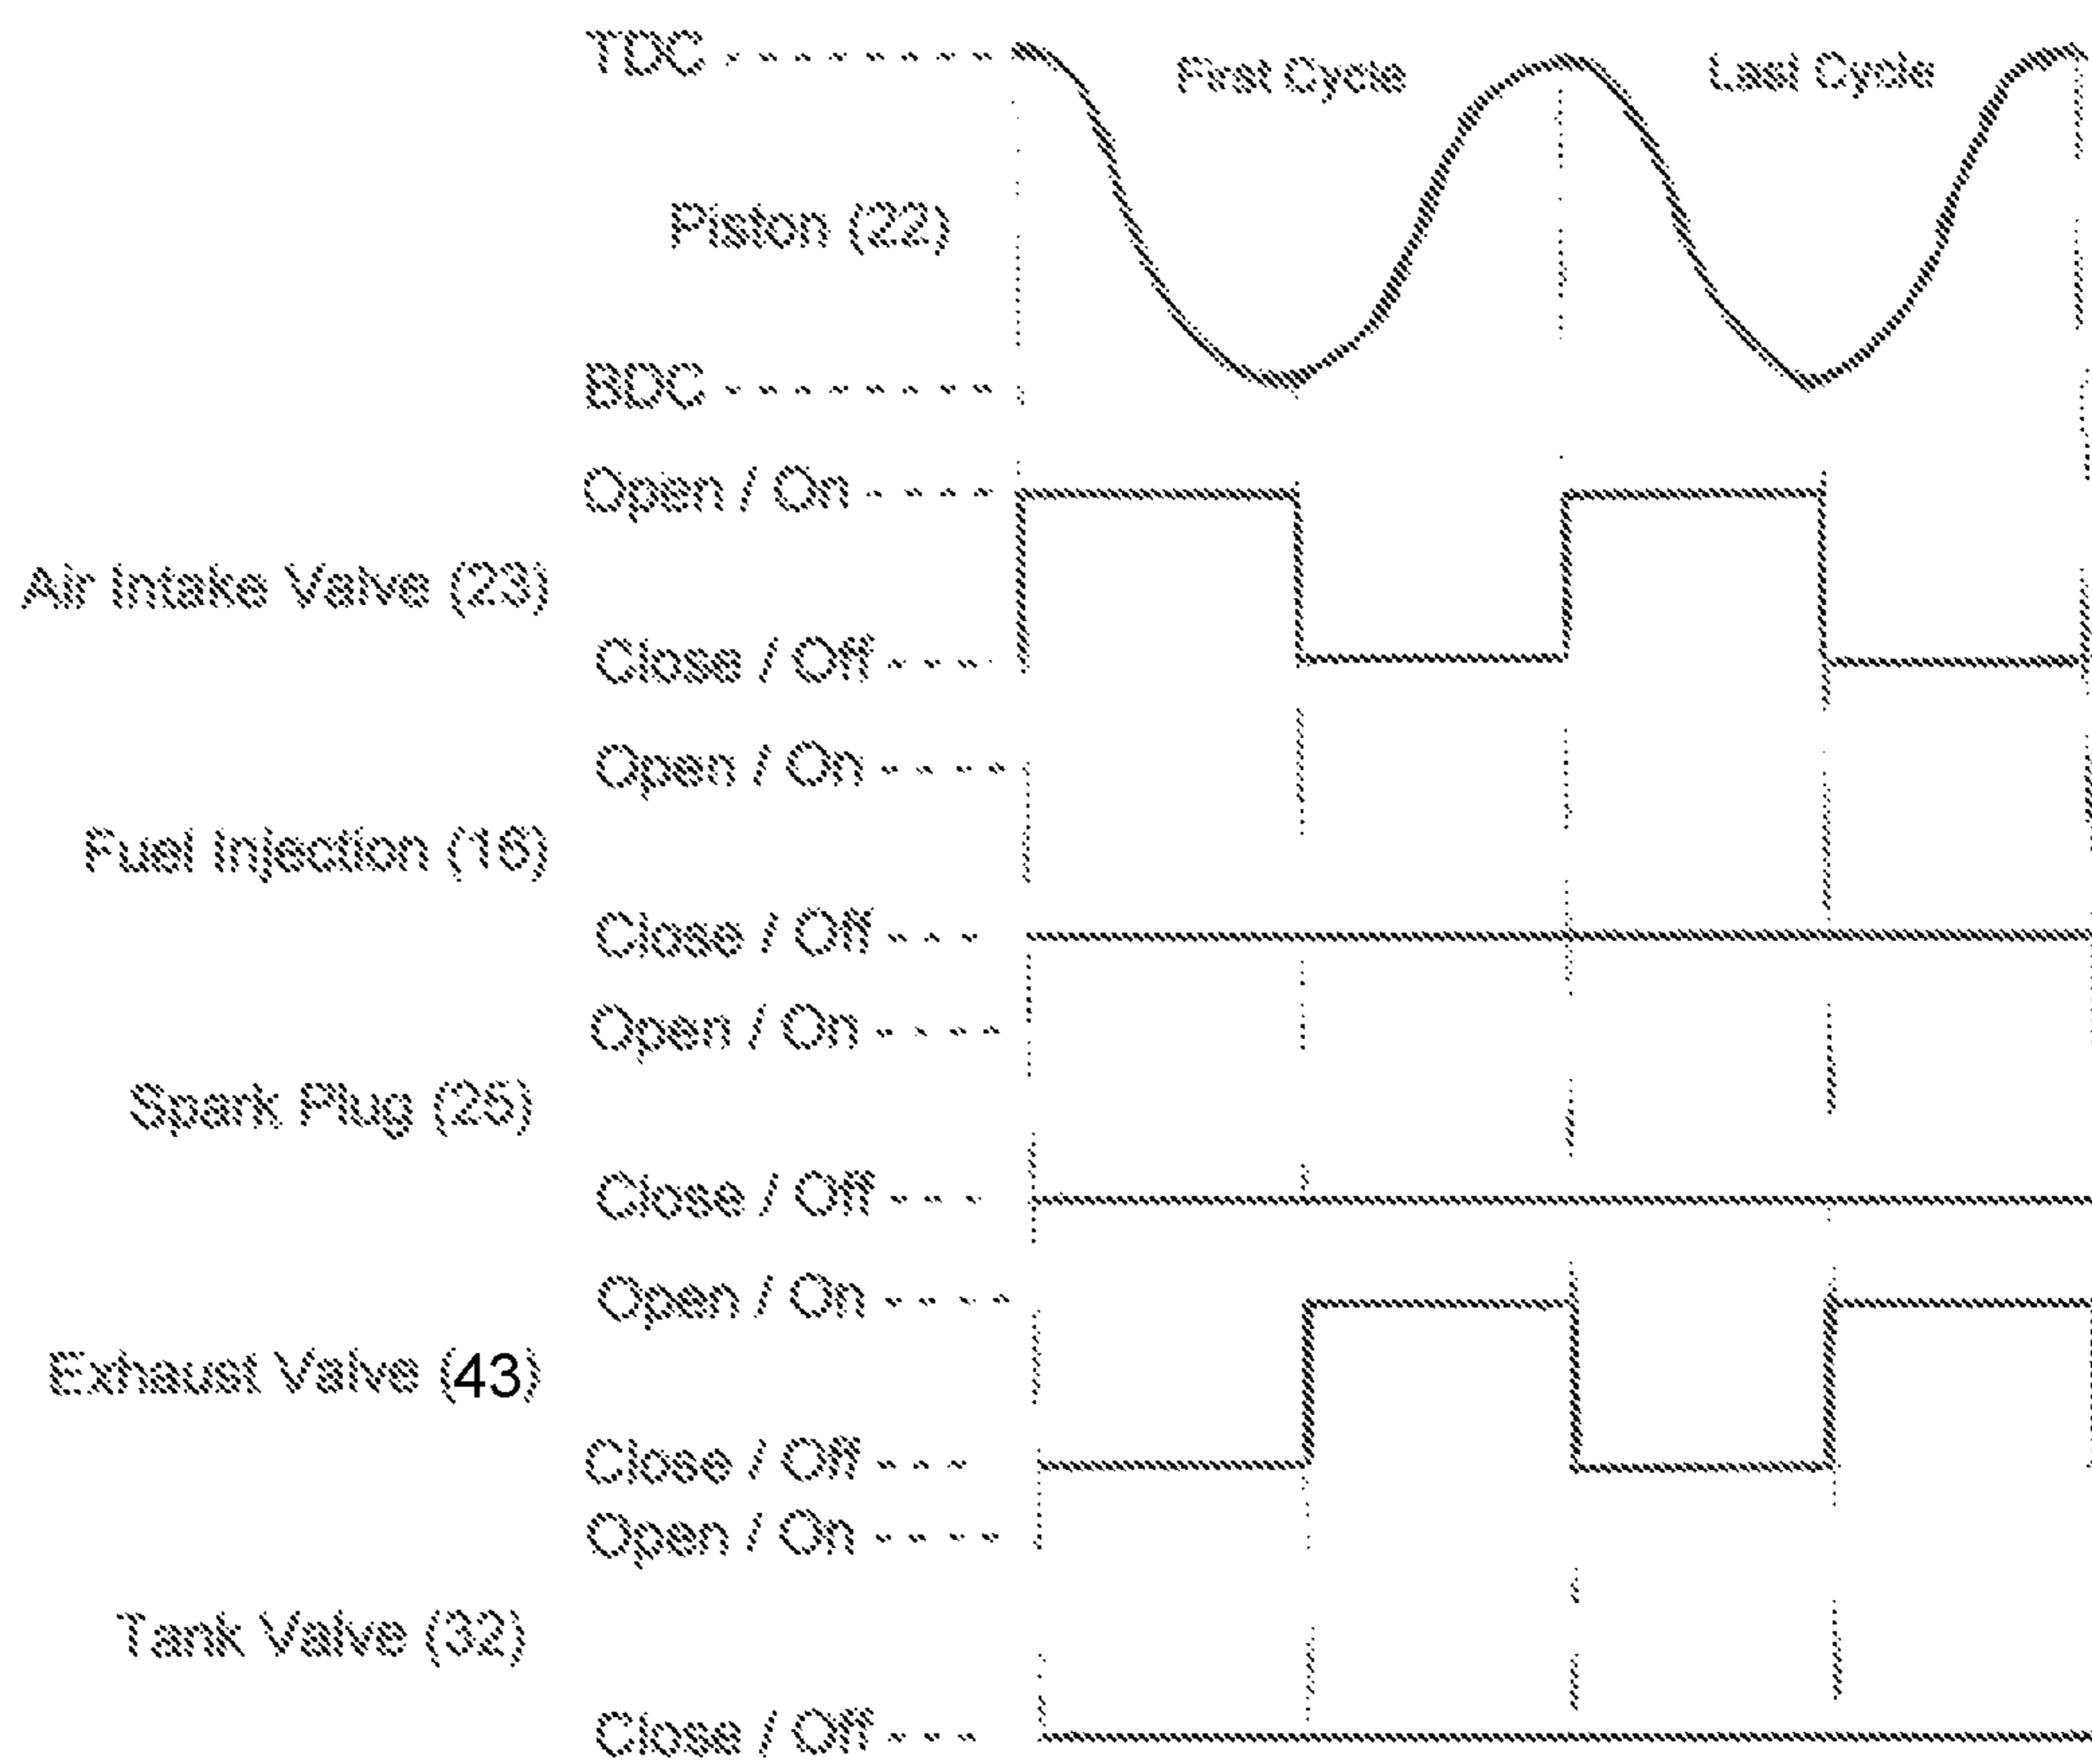 TDC
First Cycle
Last Cycle
Piston (22)
BDC
Open / On
Air Intake Valve (23)
Close / Off
Open / On
Fuel Injection (16)
Close / Off
Open / On
Spark Plug (25)
Close / Off
Open / On
Exhaust Valve (43)
Close / Off
Open / On
Tank Valve (32)
Close / Off